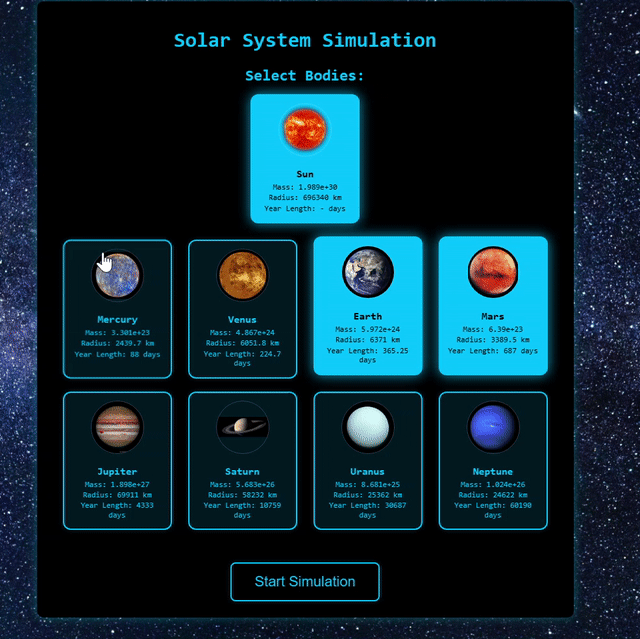 Solar System Simulation
Select Bodies:
Sun
Mass: 1.989e+30
Radius: 696340 km
Year Length: - days
Mercury
Mass: 3.301e+23
Radius: 2439.7 km
Year Length: 88 days
Venus
Mass: 4.867e+24
Radius: 6051.8 km
Year Length: 224.7
days
Earth
Mass: 5.972e+24
Radius: 6371 km
Year Length: 365.25
days
Mars
Mass: 6.39e+23
Radius: 3389.5 km
Year Length: 687 days
Jupiter
Mass: 1.898e+27
Radius: 69911 km
Year Length: 4333
days
Saturn
Mass: 5.683e+26
Radius: 58232 km
Year Length: 10759
days
Uranus
Mass: 8.681e+25
Radius: 25362 km
Year Length: 30687
days
Neptune
Mass: 1.024e+26
Radius: 24622 km
Year Length: 60190
days
Start Simulation